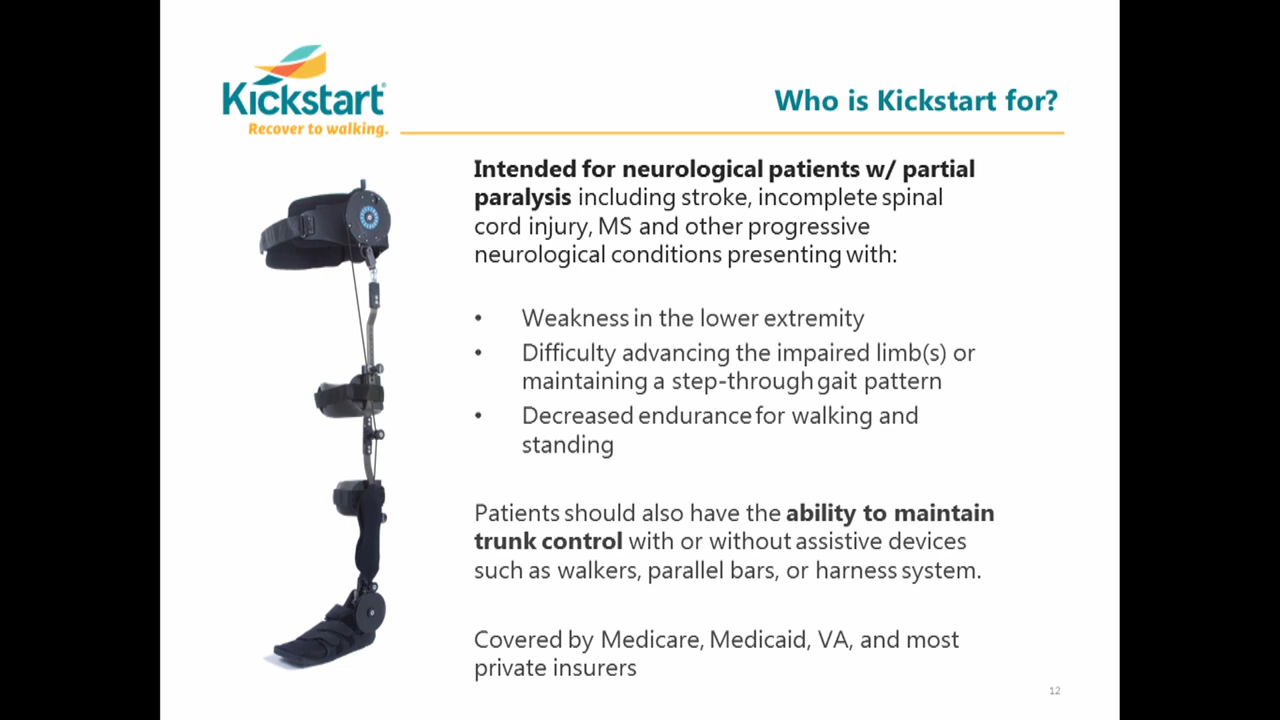 Kickstart®
Recover to walking.
Who is Kickstart for?
Intended for neurological patients w/ partial
paralysis including stroke, incomplete spinal
cord injury, MS and other progressive
neurological conditions presenting with:
• Weakness in the lower extremity
• Difficulty advancing the impaired limb(s) or
maintaining a step-through gait pattern
• Decreased endurance for walking and
standing
Patients should also have the ability to maintain
trunk control with or without assistive devices
such as walkers, parallel bars, or harness system.
Covered by Medicare, Medicaid, VA, and most
private insurers
12